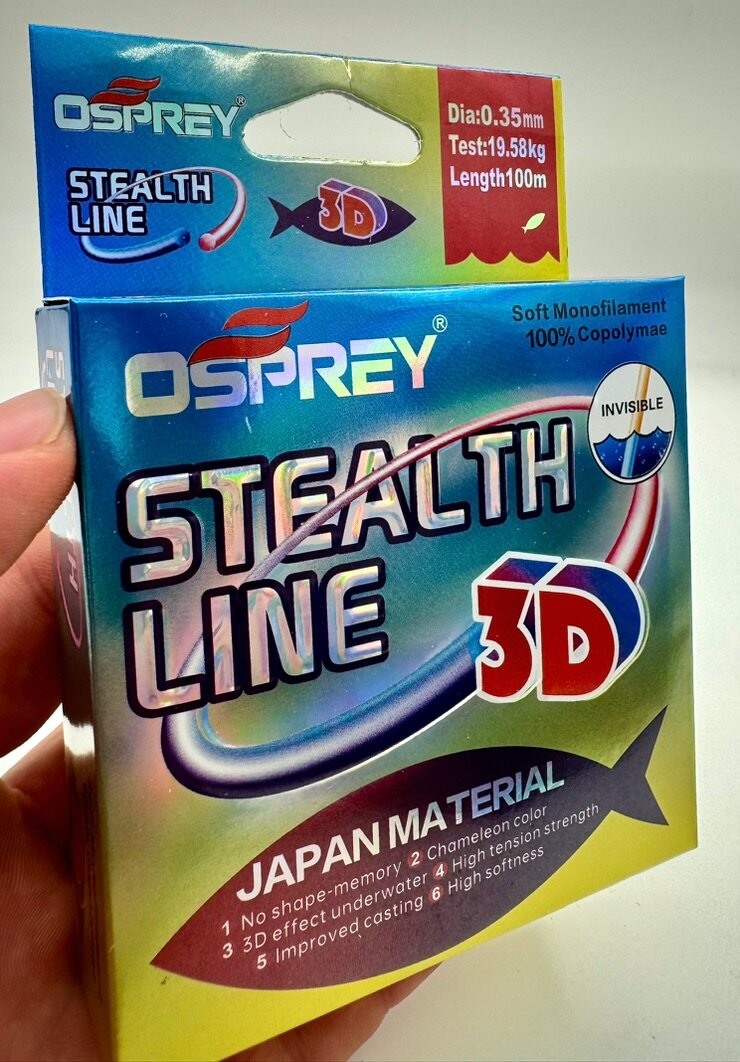 OSPREY®
STEALTH
LINE
3D
Dia:0.35mm
Test:19.58kg
Length100m
OSPREY®
Soft Monofilament
100% Copolymae
INVISIBLE
STEALTH
LINE
3D
JAPAN MATERIAL
1 No shape-memory 2 Chameleon color
3 3D effect underwater 4 High tension strength
5 Improved casting 6 High softness